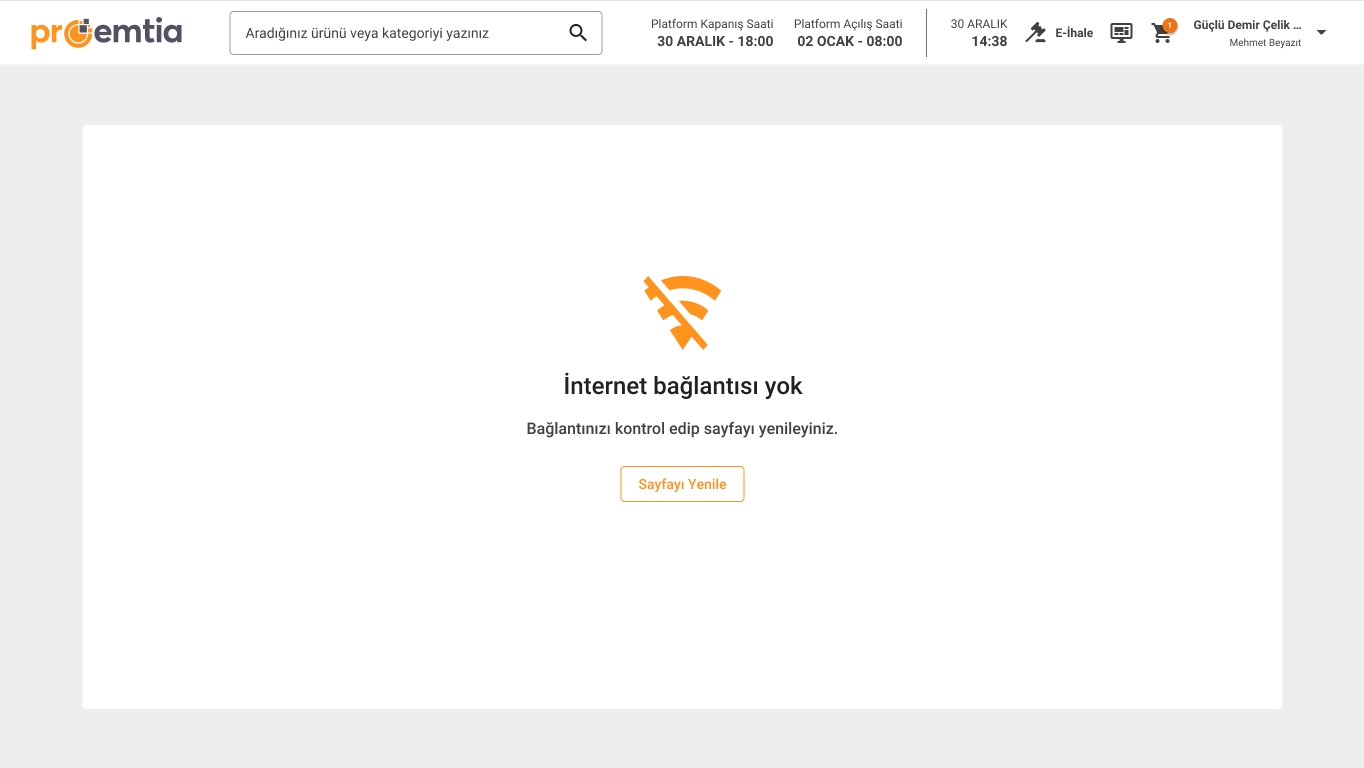 proemtia
Aradığınız ürünü veya kategoriyi yazınız
Platform Kapanış Saati
30 ARALIK - 18:00
Platform Açılış Saati
02 OCAK - 08:00
30 ARALIK
14:38
E-İhale
1
Güçlü Demir Çelik ...
Mehmet Beyazıt
İnternet bağlantısı yok
Bağlantınızı kontrol edip sayfayı yenileyiniz.
Sayfayı Yenile